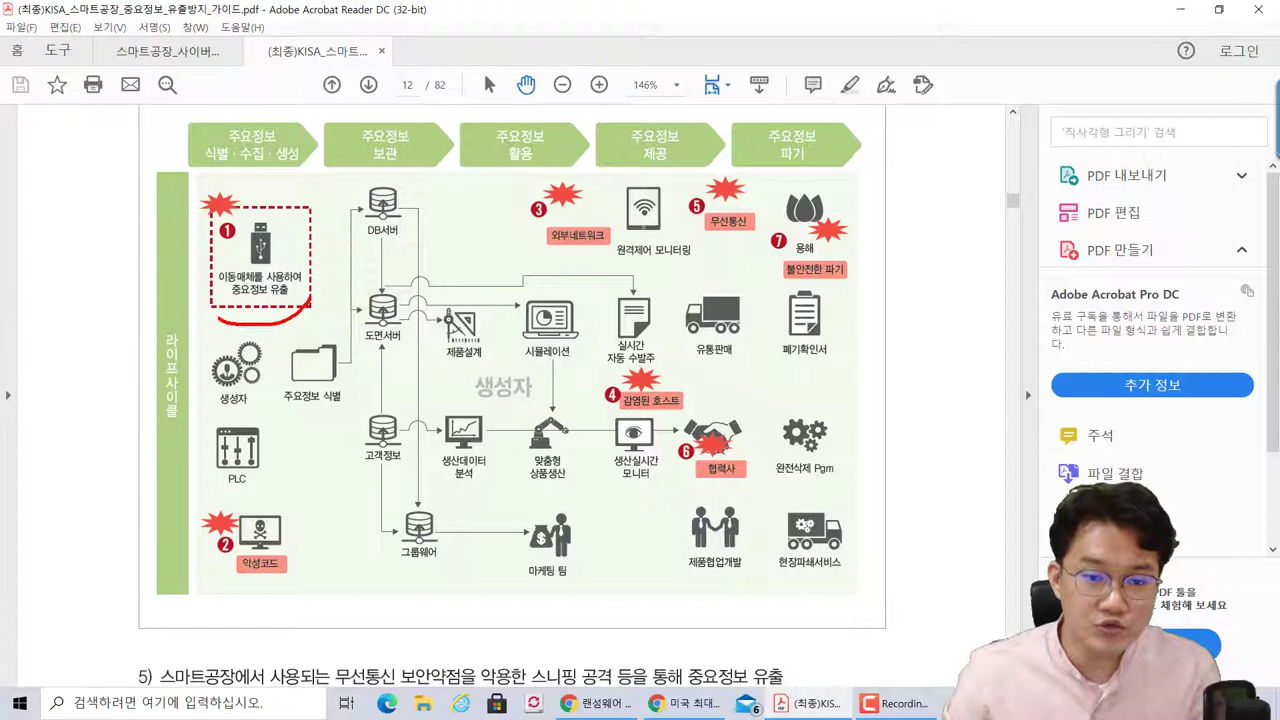 (최종)KISA_스마트공장_중요정보_유출방지_가이드.pdf - Adobe Acrobat Reader DC (32-bit)
파일(F) 편집(E) 보기(V) 서명(S) 창(W) 도움말(H)
홈 도구 스마트공장_사이버... (최종)KISA_스마트... × 로그인
12 / 82 146%
주요정보
식별·수집·생성
주요정보
보관
주요정보
활용
주요정보
제공
주요정보
파기
라이프사이클
1
이동매체를 사용하여
중요정보 유출
DB서버
3
외부네트워크
원격제어 모니터링
5
무선통신
7
용해
불안전한 파기
생성자
주요정보 식별
도면서버
제품설계
시뮬레이션
실시간
자동 수발주
유통판매
폐기확인서
생성자
4
감염된 호스트
PLC
고객정보
생산데이터
분석
맞춤형
상품생산
생산실시간
모니터
6
협력사
완전삭제 Pgm
2
악성코드
그룹웨어
마케팅 팀
제품협업개발
현장파쇄서비스
5) 스마트공장에서 사용되는 무선통신 보안약점을 악용한 스니핑 공격 등을 통해 중요정보 유출
'직사각형 그리기' 검색
PDF 내보내기
PDF 편집
PDF 만들기
Adobe Acrobat Pro DC
유료 구독을 통해서 파일을 PDF로 변환
하고 다른 파일 형식과 쉽게 결합합니
다.
추가 정보
주석
파일 결합
PDF 툴을
체험해 보세요
검색하려면 여기에 입력하십시오.
랜섬웨어 ...
미국 최대...
6
(최종)KIS...
Recordin...